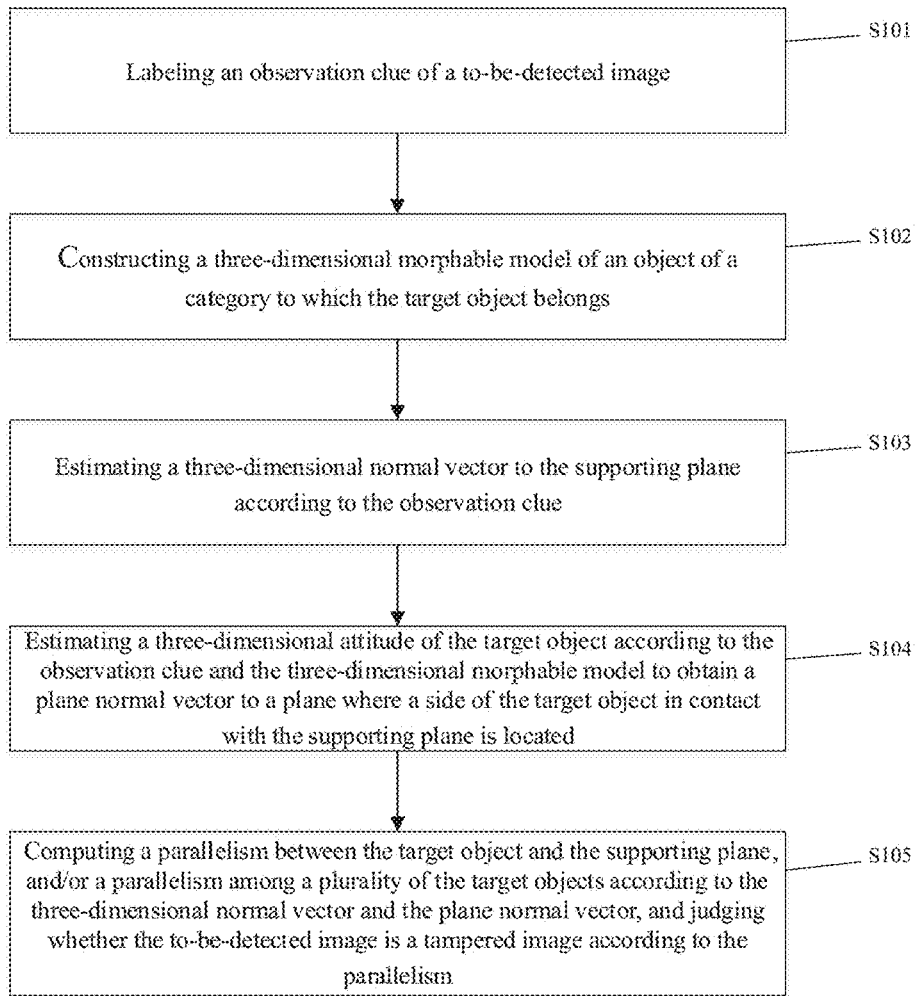 S101
Labeling an observation clue of a to-be-detected image
S102
Constructing a three-dimensional morphable model of an object of a
category to which the target object belongs
S103
Estimating a three-dimensional normal vector to the supporting plane
according to the observation clue
S104
Estimating a three-dimensional attitude of the target object according to the
observation clue and the three-dimensional morphable model to obtain a
plane normal vector to a plane where a side of the target object in contact
with the supporting plane is located
S105
Computing a parallelism between the target object and the supporting plane,
and/or a parallelism among a plurality of the target objects according to the
three-dimensional normal vector and the plane normal vector, and judging
whether the to-be-detected image is a tampered image according to the
parallelism